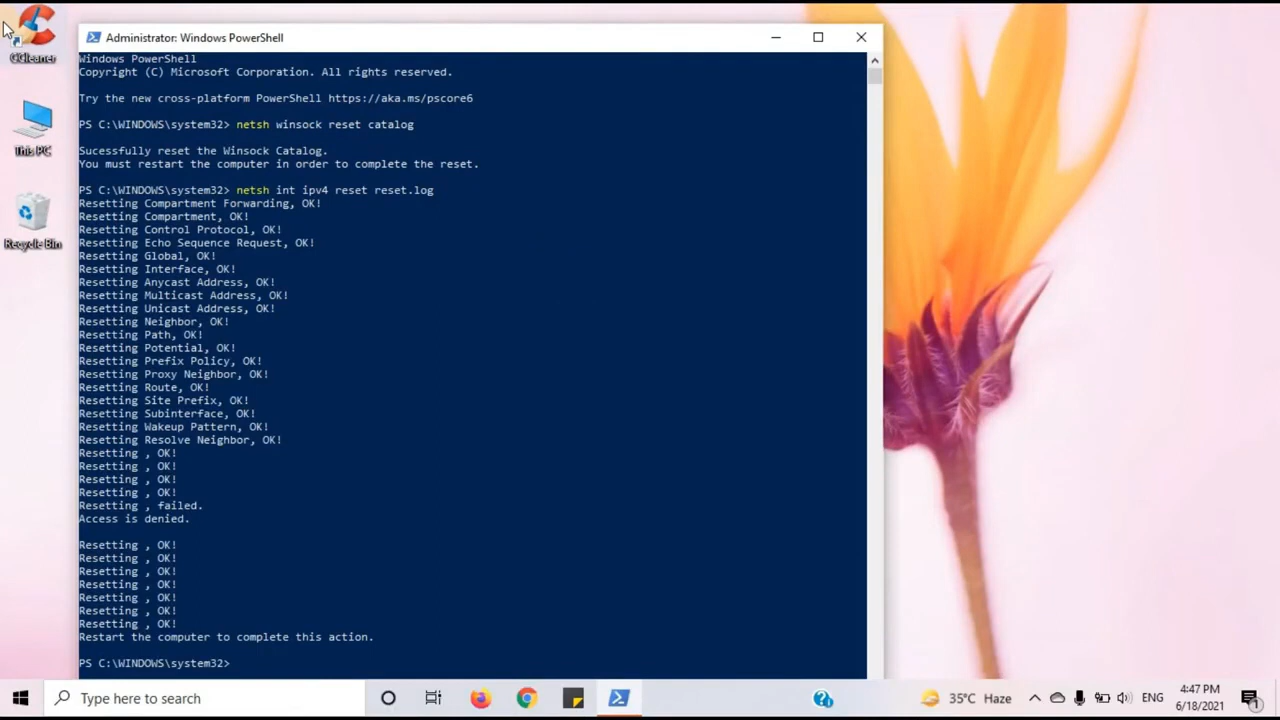 CCleaner
This PC
Recycle Bin
Administrator: Windows PowerShell
Windows PowerShell
Copyright (C) Microsoft Corporation. All rights reserved.
Try the new cross-platform PowerShell https://aka.ms/pscore6
PS C:\WINDOWS\system32> netsh winsock reset catalog
Sucessfully reset the Winsock Catalog.
You must restart the computer in order to complete the reset.
PS C:\WINDOWS\system32> netsh int ipv4 reset reset.log
Resetting Compartment Forwarding, OK!
Resetting Compartment, OK!
Resetting Control Protocol, OK!
Resetting Echo Sequence Request, OK!
Resetting Global, OK!
Resetting Interface, OK!
Resetting Anycast Address, OK!
Resetting Multicast Address, OK!
Resetting Unicast Address, OK!
Resetting Neighbor, OK!
Resetting Path, OK!
Resetting Potential, OK!
Resetting Prefix Policy, OK!
Resetting Proxy Neighbor, OK!
Resetting Route, OK!
Resetting Site Prefix, OK!
Resetting Subinterface, OK!
Resetting Wakeup Pattern, OK!
Resetting Resolve Neighbor, OK!
Resetting , OK!
Resetting , OK!
Resetting , OK!
Resetting , OK!
Resetting , failed.
Access is denied.
Resetting , OK!
Resetting , OK!
Resetting , OK!
Resetting , OK!
Resetting , OK!
Resetting , OK!
Resetting , OK!
Restart the computer to complete this action.
PS C:\WINDOWS\system32>
Type here to search
35°C Haze
ENG
4:47 PM
6/18/2021
1